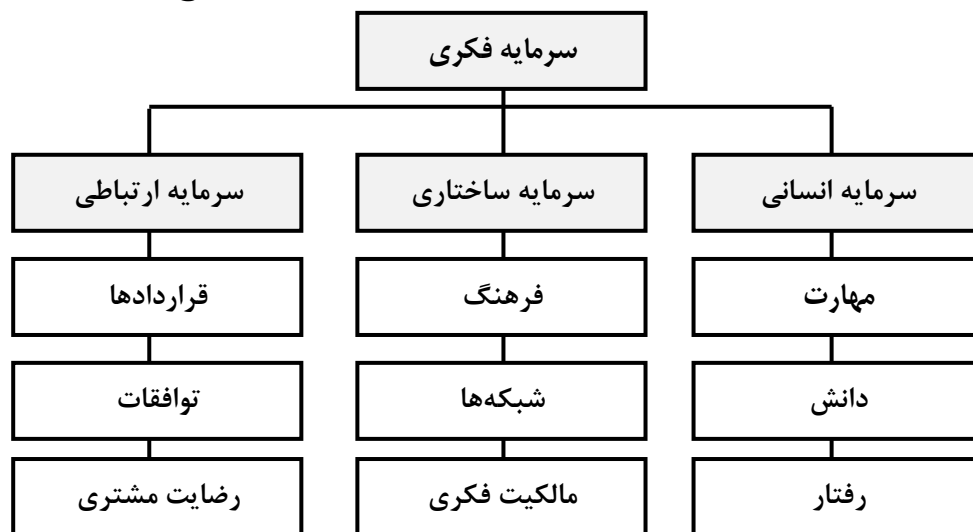 سرمایه فکری
سرمایه انسانی
سرمایه ساختاری
سرمایه ارتباطی
مهارت
فرهنگ
قراردادها
دانش
شبکه‌ها
توافقات
رفتار
مالکیت فکری
رضایت مشتری